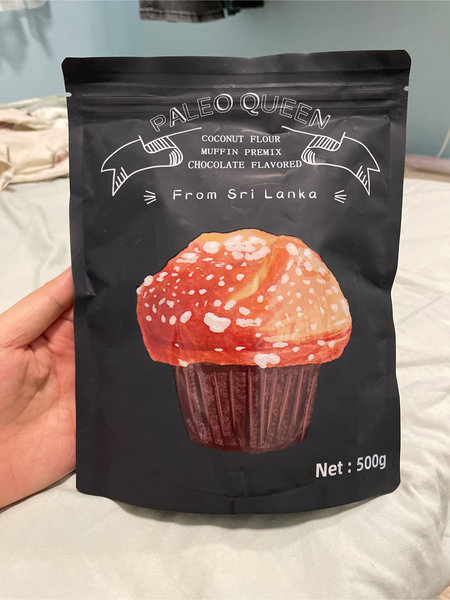 PALEO QUEEN
COCONUT FLOUR
MUFFIN PREMIX
CHOCOLATE FLAVORED
From Sri Lanka
Net : 500g